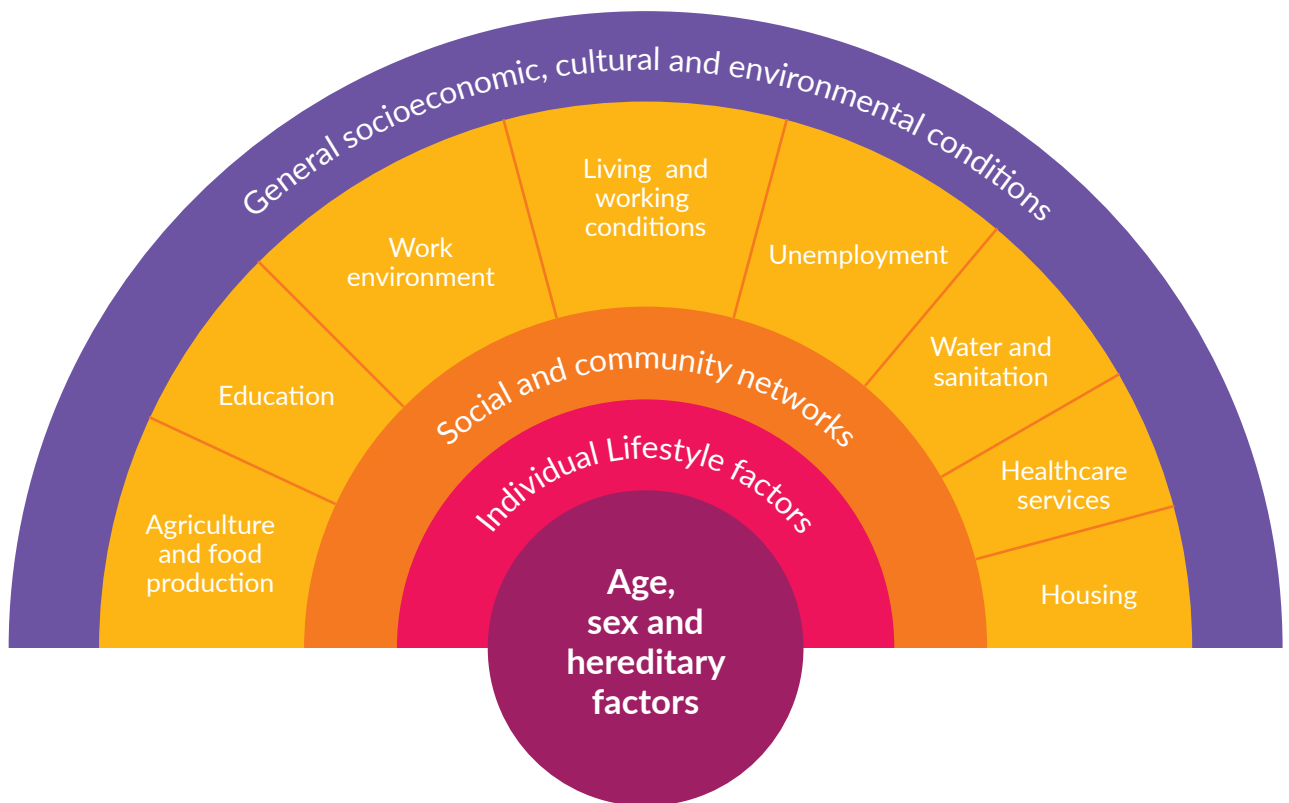 General socioeconomic, cultural and environmental conditions
Living and
working
conditions
Work
environment
Unemployment
Education
Water and
sanitation
Agriculture
and food
production
Healthcare
services
Housing
Social and community networks
Individual Lifestyle factors
Age,
sex and
hereditary
factors